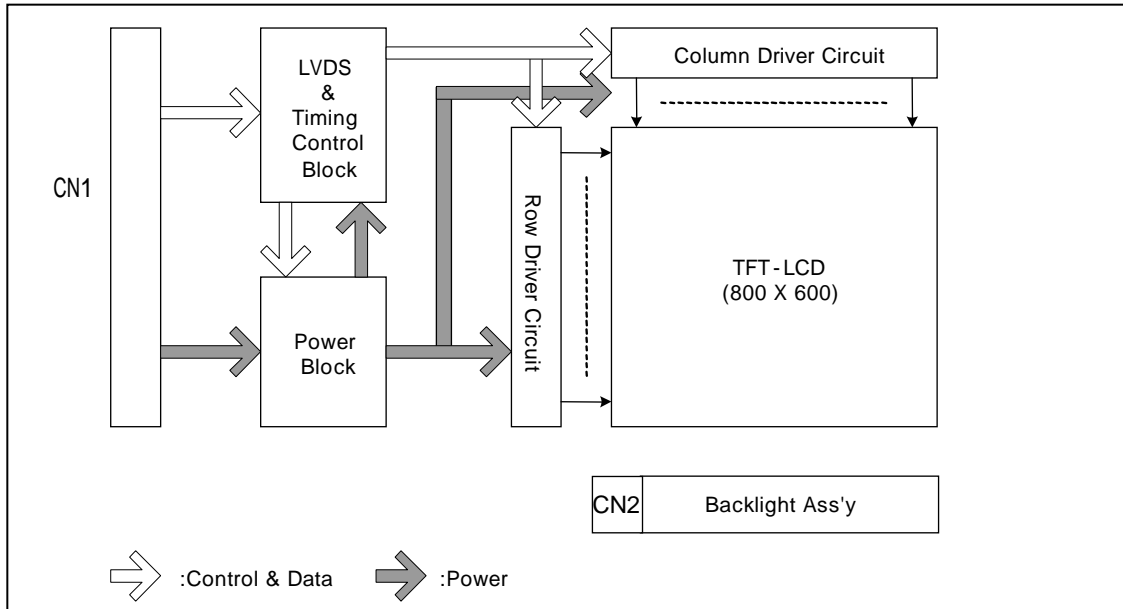 CN1
LVDS
&
Timing
Control
Block
Power
Block
Row Driver Circuit
Column Driver Circuit
TFT-LCD
(800 X 600)
CN2
Backlight Ass'y
:Control & Data
:Power